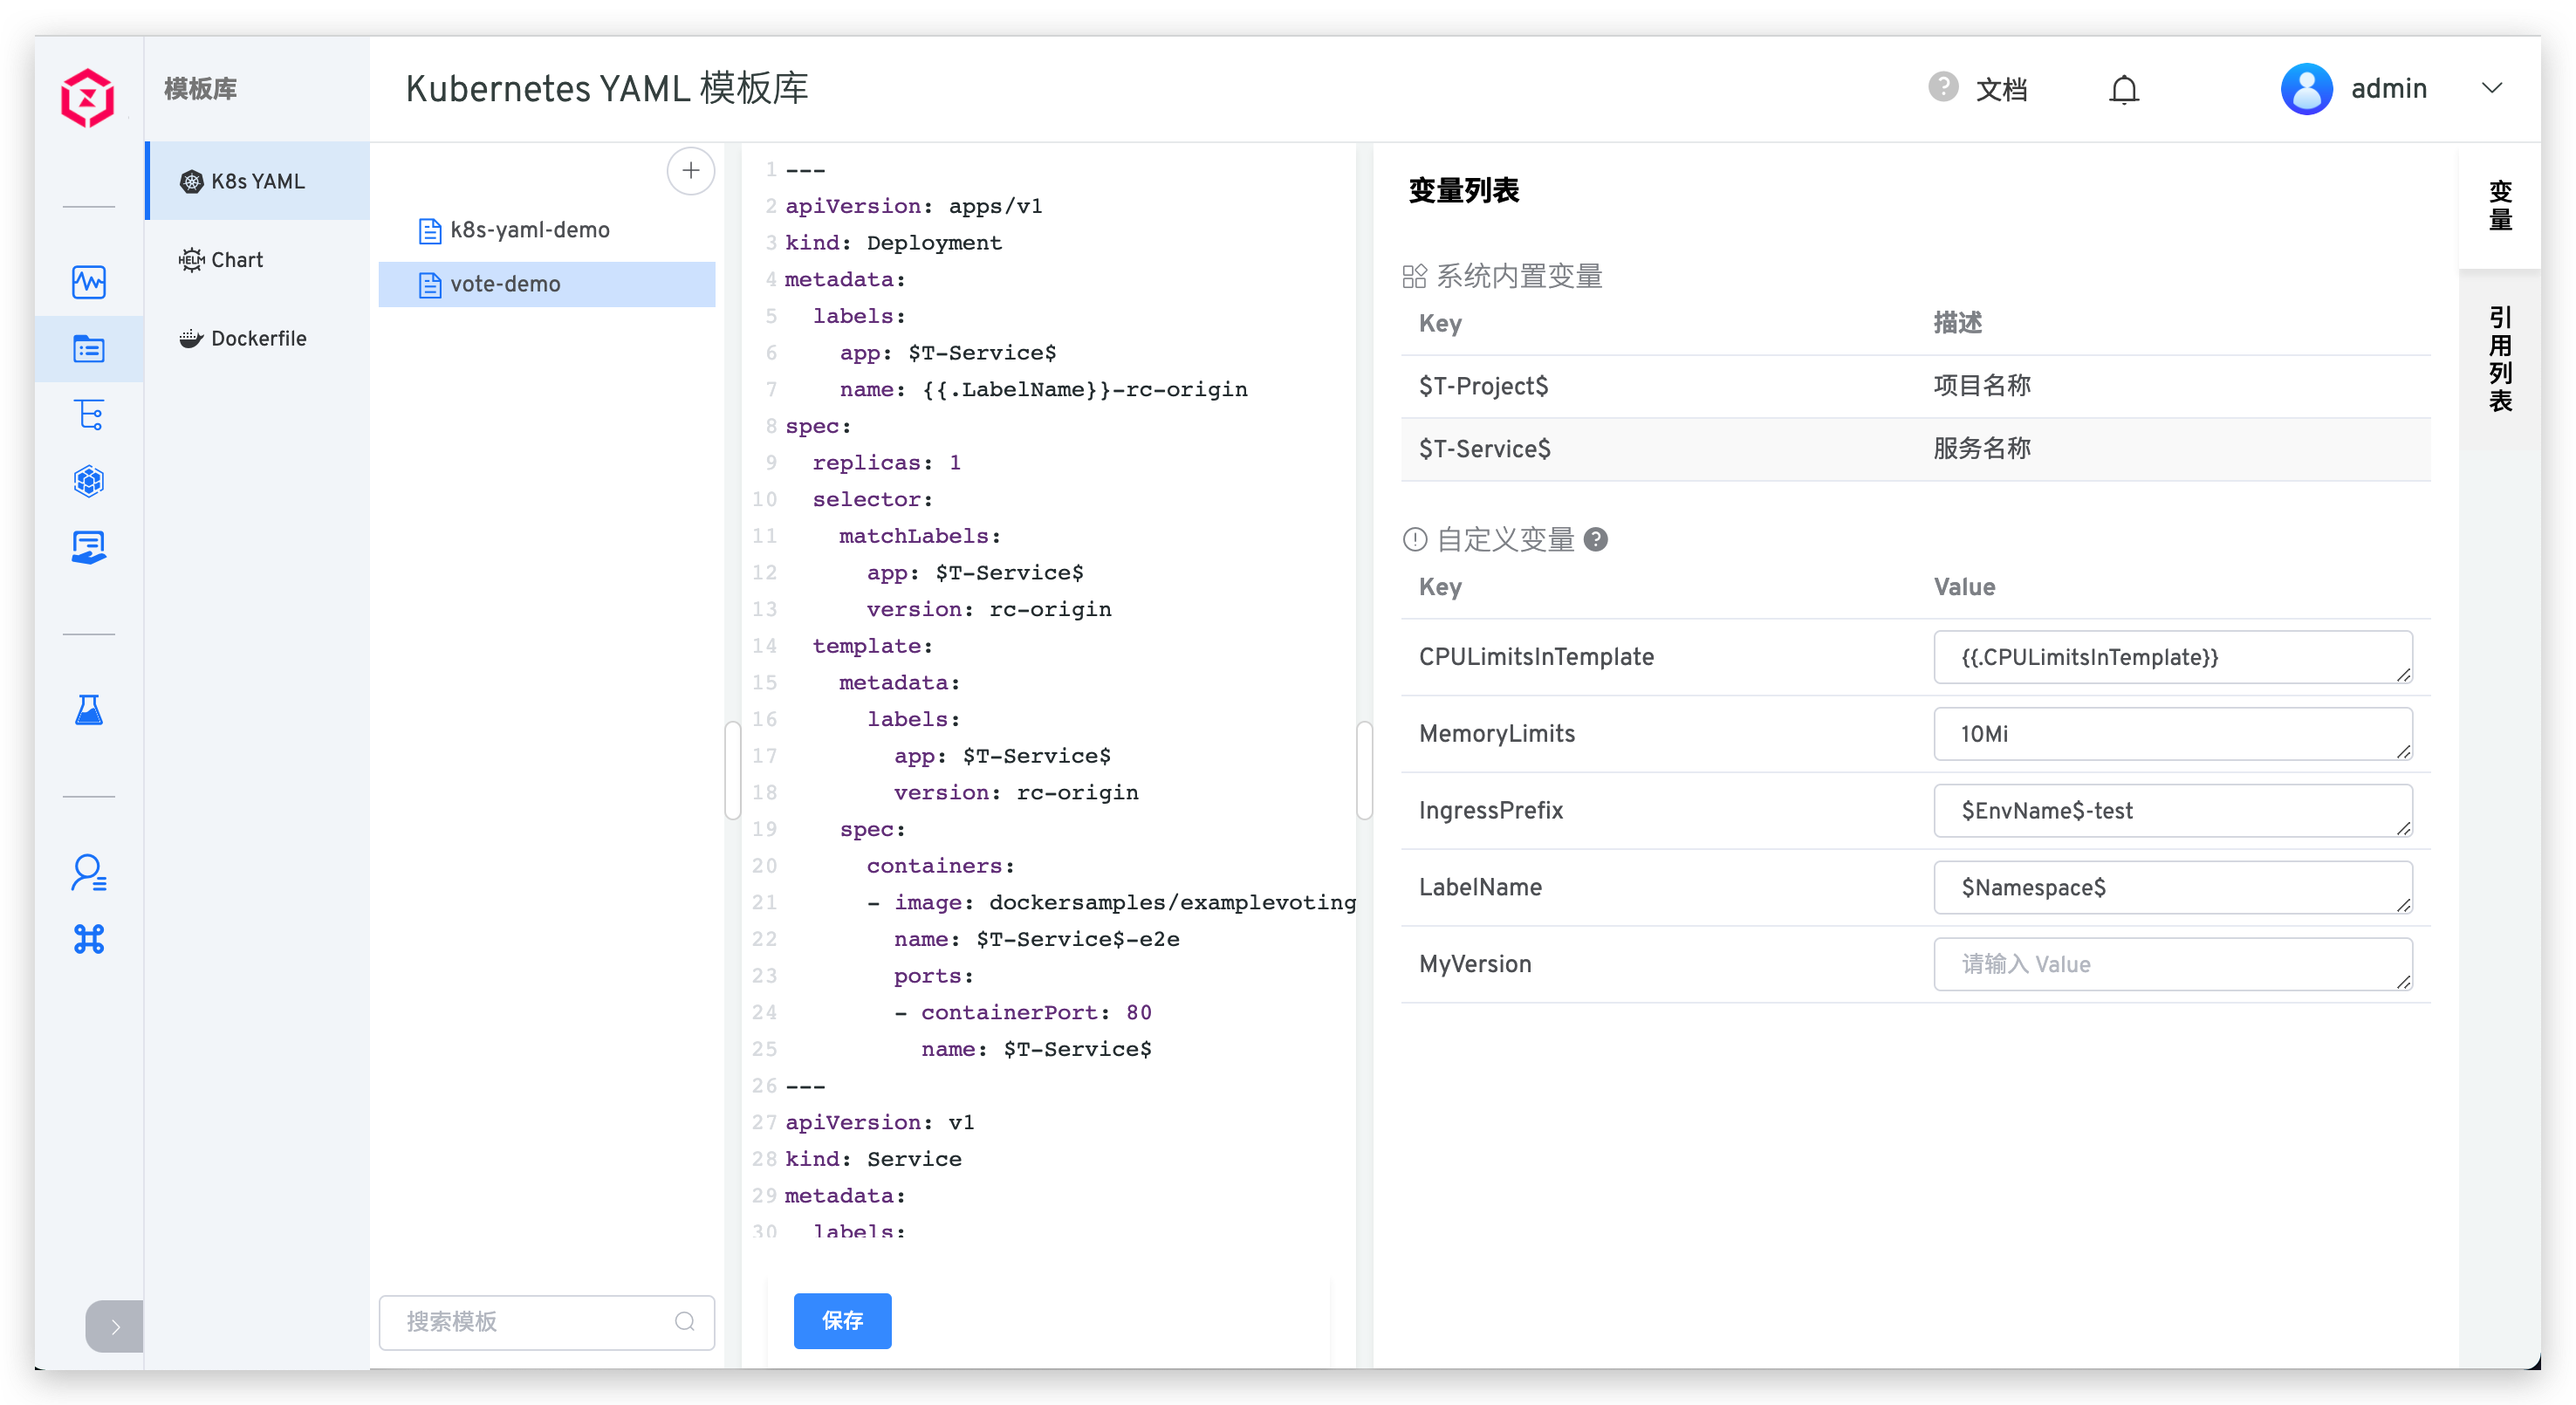 模板库
Kubernetes YAML 模板库
? 文档
admin
K8s YAML
HELM Chart
Dockerfile
k8s-yaml-demo
vote-demo
搜索模板
1 ---
2 apiVersion: apps/v1
3 kind: Deployment
4 metadata:
5 labels:
6 app: $T-Service$
7 name: {{.LabelName}}-rc-origin
8 spec:
9 replicas: 1
10 selector:
11 matchLabels:
12 app: $T-Service$
13 version: rc-origin
14 template:
15 metadata:
16 labels:
17 app: $T-Service$
18 version: rc-origin
19 spec:
20 containers:
21 - image: dockersamples/examplevoting
22 name: $T-Service$-e2e
23 ports:
24 - containerPort: 80
25 name: $T-Service$
26 ---
27 apiVersion: v1
28 kind: Service
29 metadata:
30 labels:
保存
变量列表
系统内置变量
Key 描述
$T-Project$ 项目名称
$T-Service$ 服务名称
自定义变量 ?
Key Value
CPULimitsInTemplate {{.CPULimitsInTemplate}}
MemoryLimits 10Mi
IngressPrefix $EnvName$-test
LabelName $Namespace$
MyVersion 请输入 Value
变量
引用列表